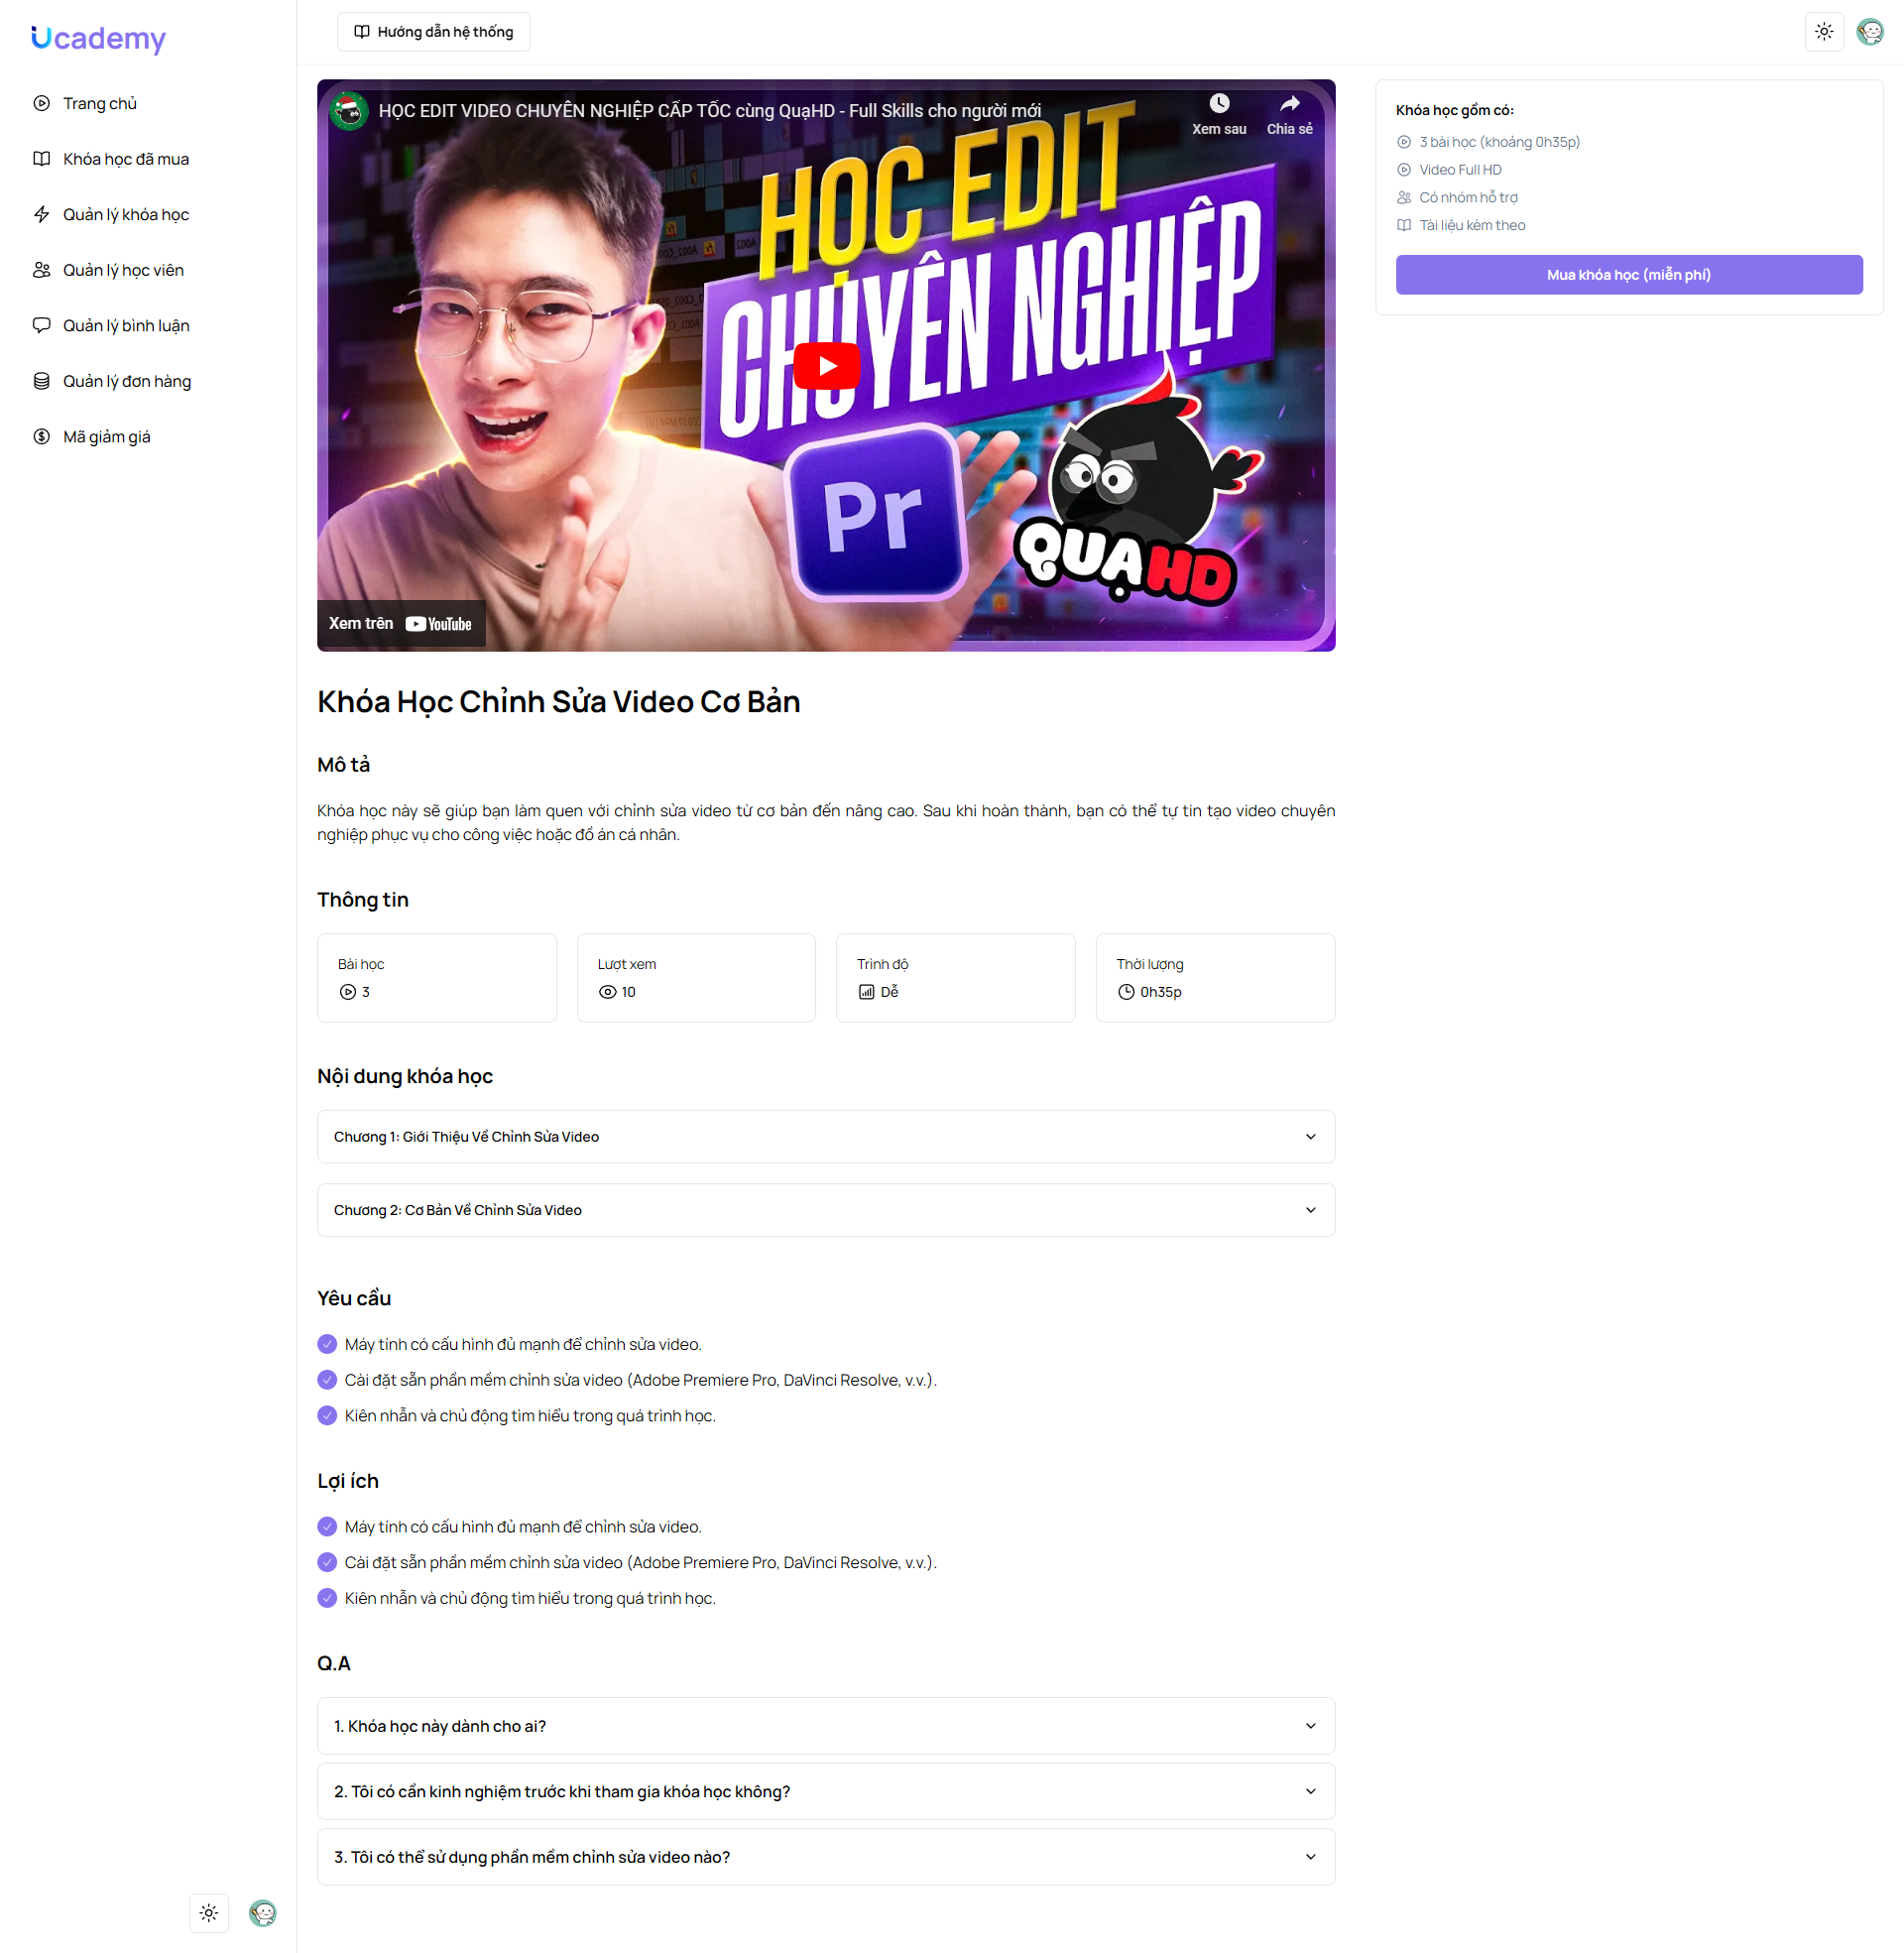 Ucademy
Trang chủ
Khóa học đã mua
Quản lý khóa học
Quản lý học viên
Quản lý bình luận
Quản lý đơn hàng
Mã giảm giá
Hướng dẫn hệ thống
HỌC EDIT VIDEO CHUYÊN NGHIỆP CẤP TỐC cùng QuạHD - Full Skills cho người mới
Xem sau
Chia sẻ
HỌC EDIT
CHUYÊN NGHIỆP
Pr
QUẠHD
Xem trên YouTube
Khóa học gồm có:
3 bài học (khoảng 0h35p)
Video Full HD
Có nhóm hỗ trợ
Tài liệu kèm theo
Mua khóa học (miễn phí)
Khóa Học Chỉnh Sửa Video Cơ Bản
Mô tả
Khóa học này sẽ giúp bạn làm quen với chỉnh sửa video từ cơ bản đến nâng cao. Sau khi hoàn thành, bạn có thể tự tin tạo video chuyên
nghiệp phục vụ cho công việc hoặc đồ án cá nhân.
Thông tin
Bài học
3
Lượt xem
10
Trình độ
Dễ
Thời lượng
0h35p
Nội dung khóa học
Chương 1: Giới Thiệu Về Chỉnh Sửa Video
Chương 2: Cơ Bản Về Chỉnh Sửa Video
Yêu cầu
Máy tính có cấu hình đủ mạnh để chỉnh sửa video.
Cài đặt sẵn phần mềm chỉnh sửa video (Adobe Premiere Pro, DaVinci Resolve, v.v.).
Kiên nhẫn và chủ động tìm hiểu trong quá trình học.
Lợi ích
Máy tính có cấu hình đủ mạnh để chỉnh sửa video.
Cài đặt sẵn phần mềm chỉnh sửa video (Adobe Premiere Pro, DaVinci Resolve, v.v.).
Kiên nhẫn và chủ động tìm hiểu trong quá trình học.
Q.A
1. Khóa học này dành cho ai?
2. Tôi có cần kinh nghiệm trước khi tham gia khóa học không?
3. Tôi có thể sử dụng phần mềm chỉnh sửa video nào?